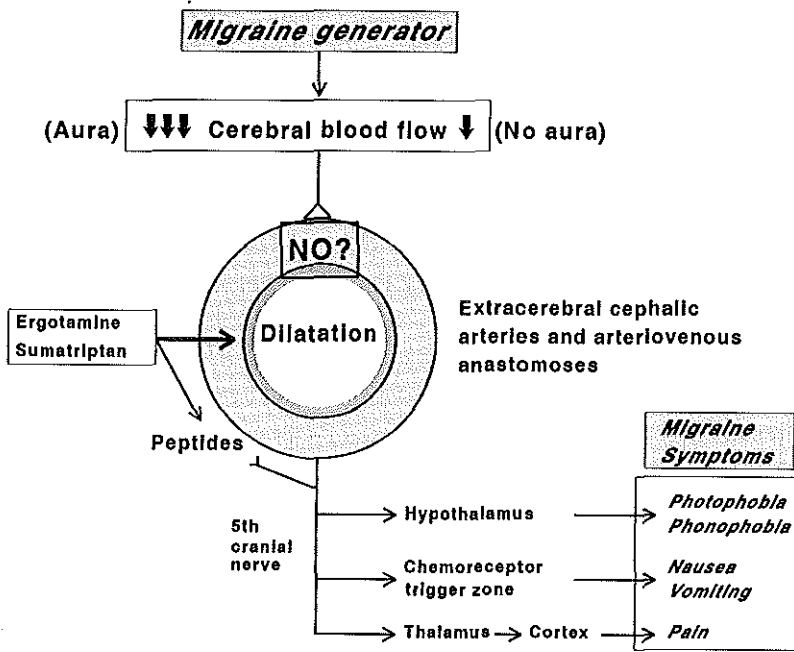 Migraine generator
(Aura) Cerebral blood flow (No aura)
NO?
Dilatation
Ergotamine
Sumatriptan
Extracerebral cephalic
arteries and arteriovenous
anastomoses
Peptides
5th
cranial
nerve
Migraine
Symptoms
Hypothalamus
Photophobia
Phonophobia
Chemoreceptor
trigger zone
Nausea
Vomiting
Thalamus
Cortex
Pain